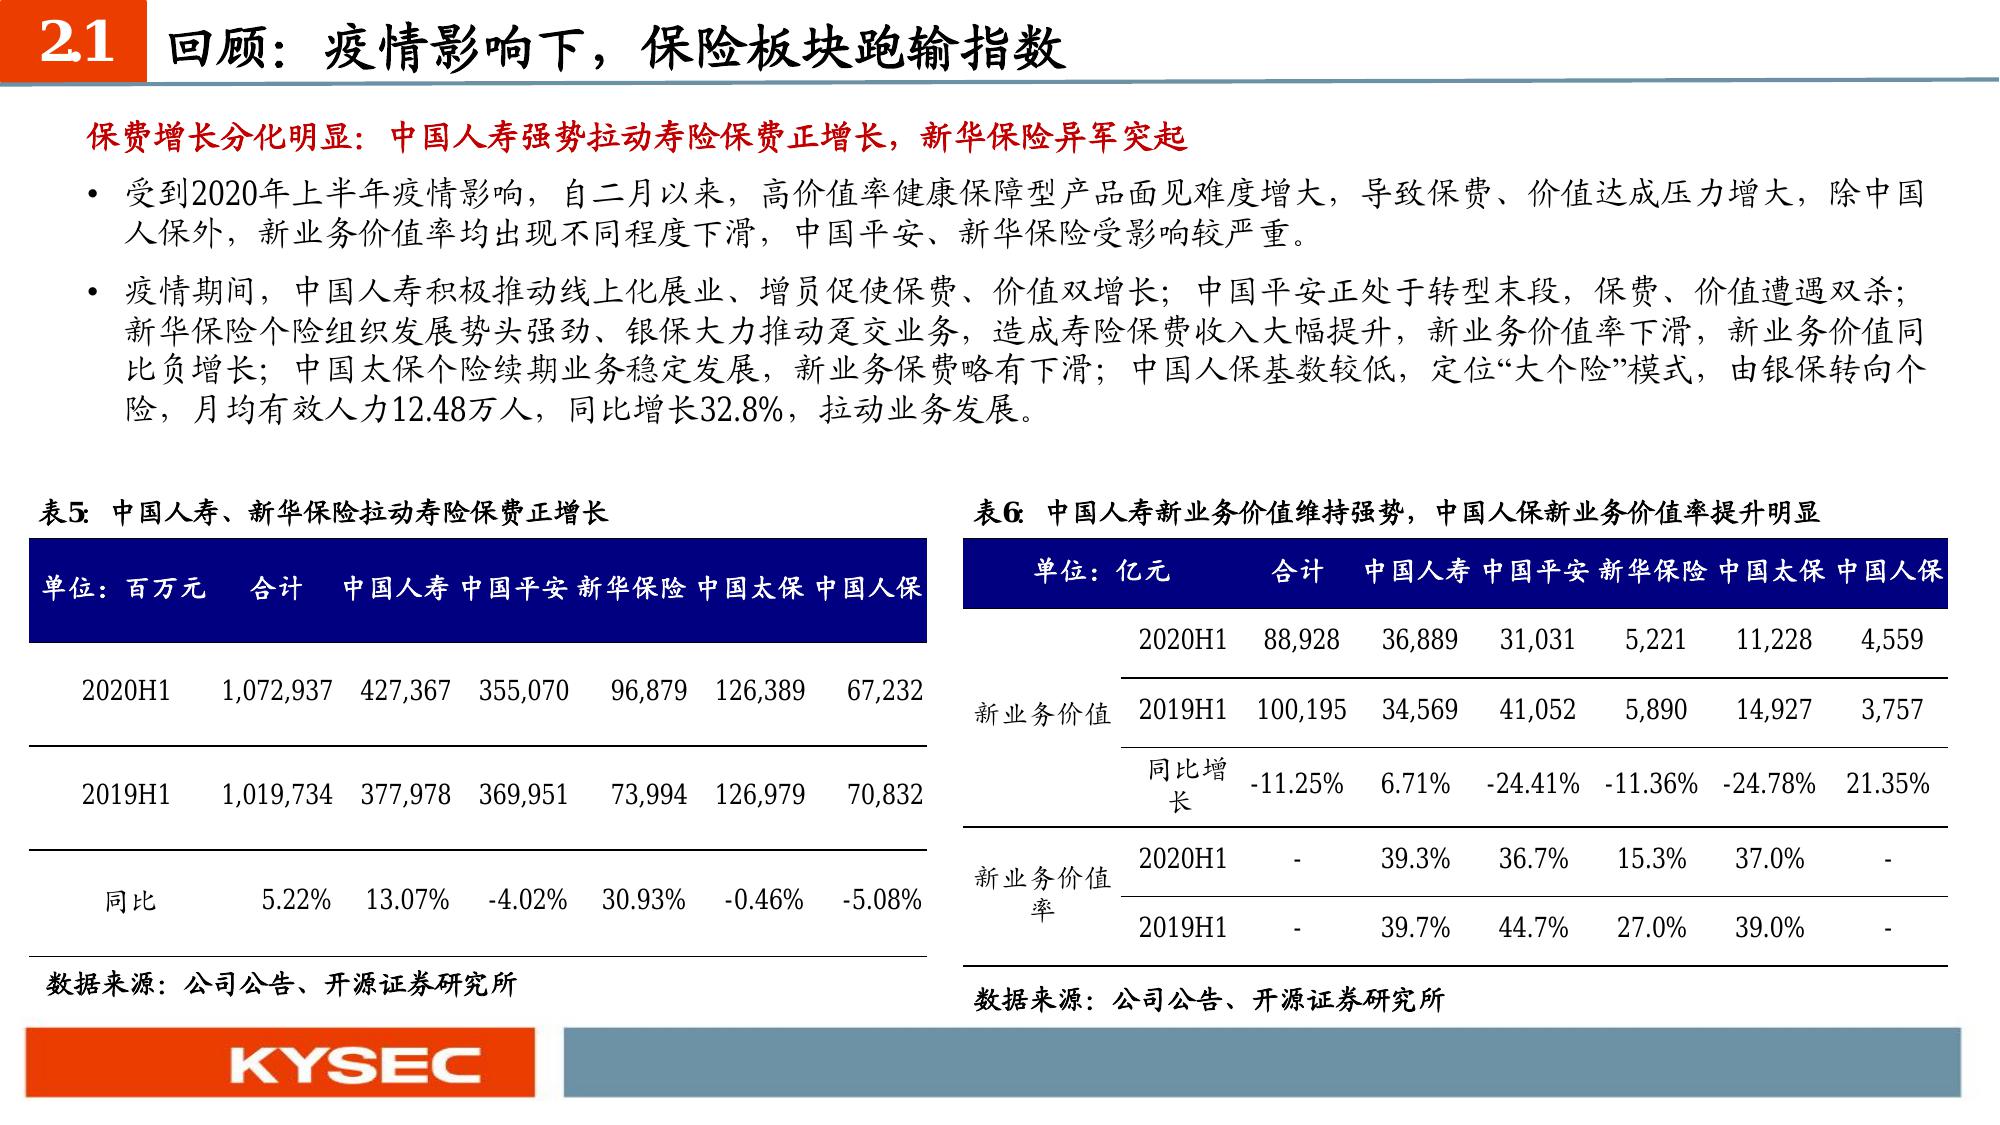 2.1 回顾：疫情影响下，保险板块跑输指数
保费增长分化明显：中国人寿强势拉动寿险保费正增长，新华保险异军突起
• 受到2020年上半年疫情影响，自二月以来，高价值率健康保障型产品面见难度增大，导致保费、价值达成压力增大，除中国
人保外，新业务价值率均出现不同程度下滑，中国平安、新华保险受影响较严重。
• 疫情期间，中国人寿积极推动线上化展业、增员促使保费、价值双增长；中国平安正处于转型末段，保费、价值遭遇双杀；
新华保险个险组织发展势头强劲、银保大力推动趸交业务，造成寿险保费收入大幅提升，新业务价值率下滑，新业务价值同
比负增长；中国太保个险续期业务稳定发展，新业务保费略有下滑；中国人保基数较低，定位“大个险”模式，由银保转向个
险，月均有效人力12.48万人，同比增长32.8%，拉动业务发展。
表5：中国人寿、新华保险拉动寿险保费正增长
单位：百万元 合计 中国人寿 中国平安 新华保险 中国太保 中国人保
2020H1 1,072,937 427,367 355,070 96,879 126,389 67,232
2019H1 1,019,734 377,978 369,951 73,994 126,979 70,832
同比 5.22% 13.07% -4.02% 30.93% -0.46% -5.08%
数据来源：公司公告、开源证券研究所
表6：中国人寿新业务价值维持强势，中国人保新业务价值率提升明显
单位：亿元 合计 中国人寿 中国平安 新华保险 中国太保 中国人保
2020H1 88,928 36,889 31,031 5,221 11,228 4,559
新业务价值 2019H1 100,195 34,569 41,052 5,890 14,927 3,757
同比增
长 -11.25% 6.71% -24.41% -11.36% -24.78% 21.35%
2020H1 - 39.3% 36.7% 15.3% 37.0% -
新业务价值
率
2019H1 - 39.7% 44.7% 27.0% 39.0% -
数据来源：公司公告、开源证券研究所
KYSEC